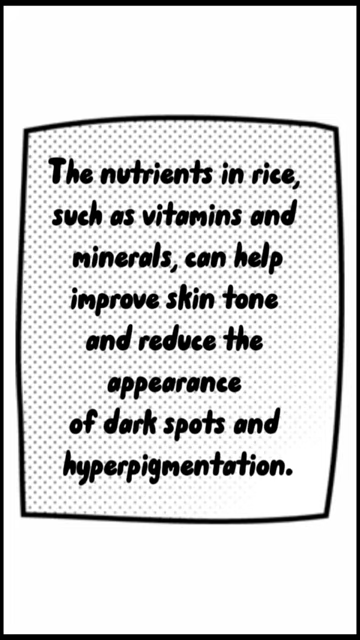 The nutrients in rice,
such as vitamins and
minerals, can help
improve skin tone
and reduce the
appearance
of dark spots and
hyperpigmentation.